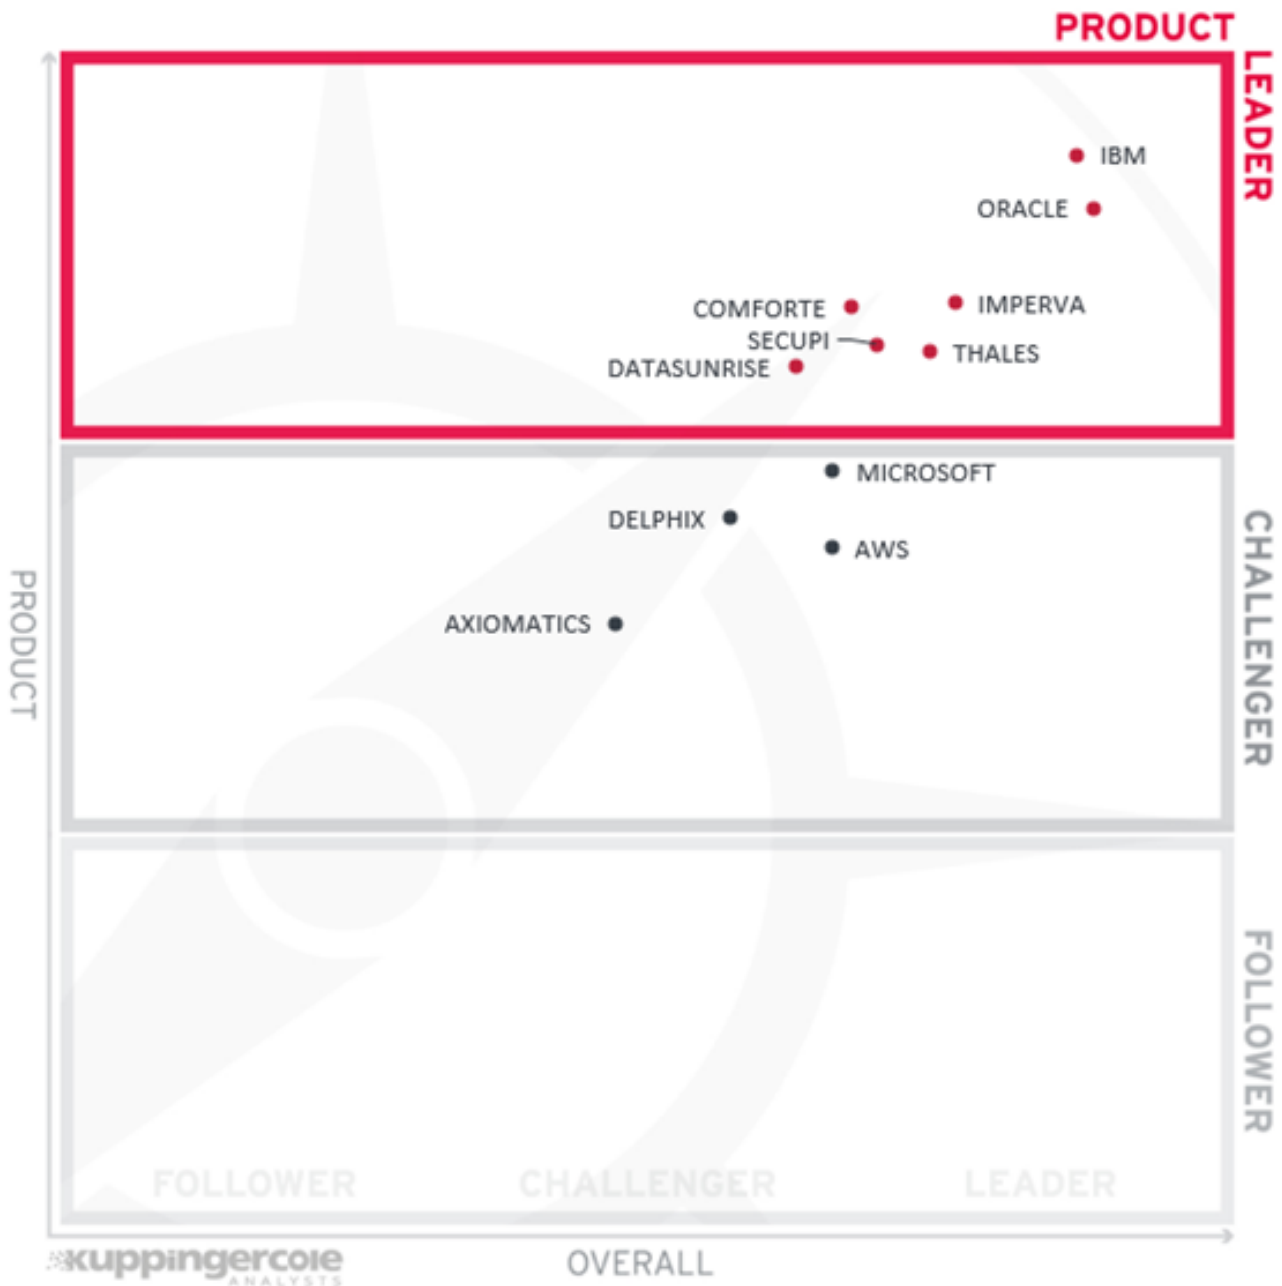 PRODUCT
LEADER
IBM
ORACLE
COMFORTE
IMPERVA
SECUPI
THALES
DATASUNRISE
MICROSOFT
DELPHIX
AWS
CHALLENGER
PRODUCT
AXIOMATICS
FOLLOWER
FOLLOWER CHALLENGER LEADER
kuppingercole
ANALYSTS
OVERALL